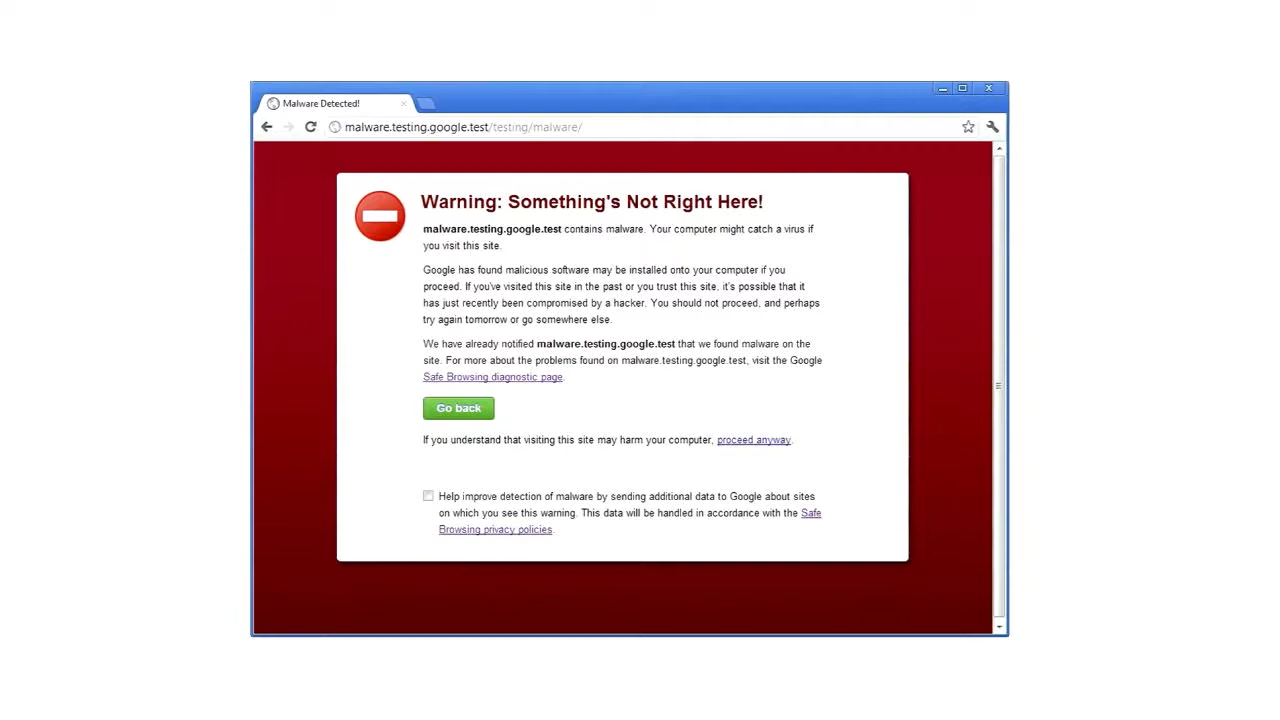 Malware Detected!
malware.testing.google.test/testing/malware/
Warning: Something's Not Right Here!
malware.testing.google.test contains malware. Your computer might catch a virus if
you visit this site.
Google has found malicious software may be installed onto your computer if you
proceed. If you've visited this site in the past or you trust this site, it's possible that it
has just recently been compromised by a hacker. You should not proceed, and perhaps
try again tomorrow or go somewhere else.
We have already notified malware.testing.google.test that we found malware on the
site. For more about the problems found on malware.testing.google.test, visit the Google
Safe Browsing diagnostic page.
Go back
If you understand that visiting this site may harm your computer, proceed anyway.
Help improve detection of malware by sending additional data to Google about sites
on which you see this warning. This data will be handled in accordance with the Safe
Browsing privacy policies.